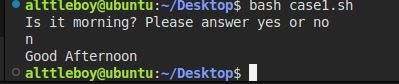 alttleboy@ubuntu:~/Desktop$ bash case1.sh
Is it morning? Please answer yes or no
n
Good Afternoon
alttleboy@ubuntu:~/Desktop$